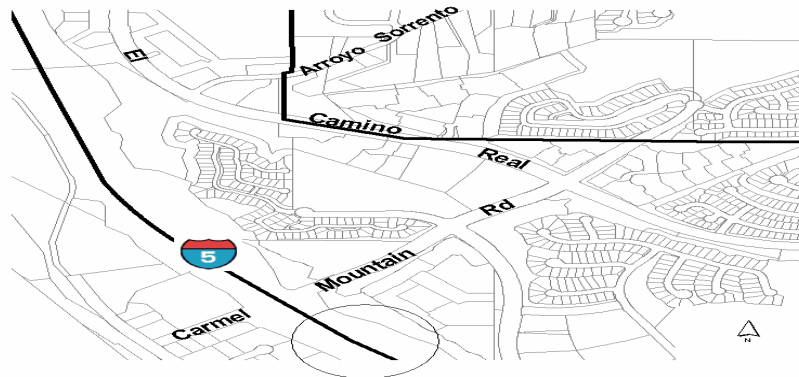 Arroyo Sorrento
El Camino Real
Carmel Mountain Rd
5
N